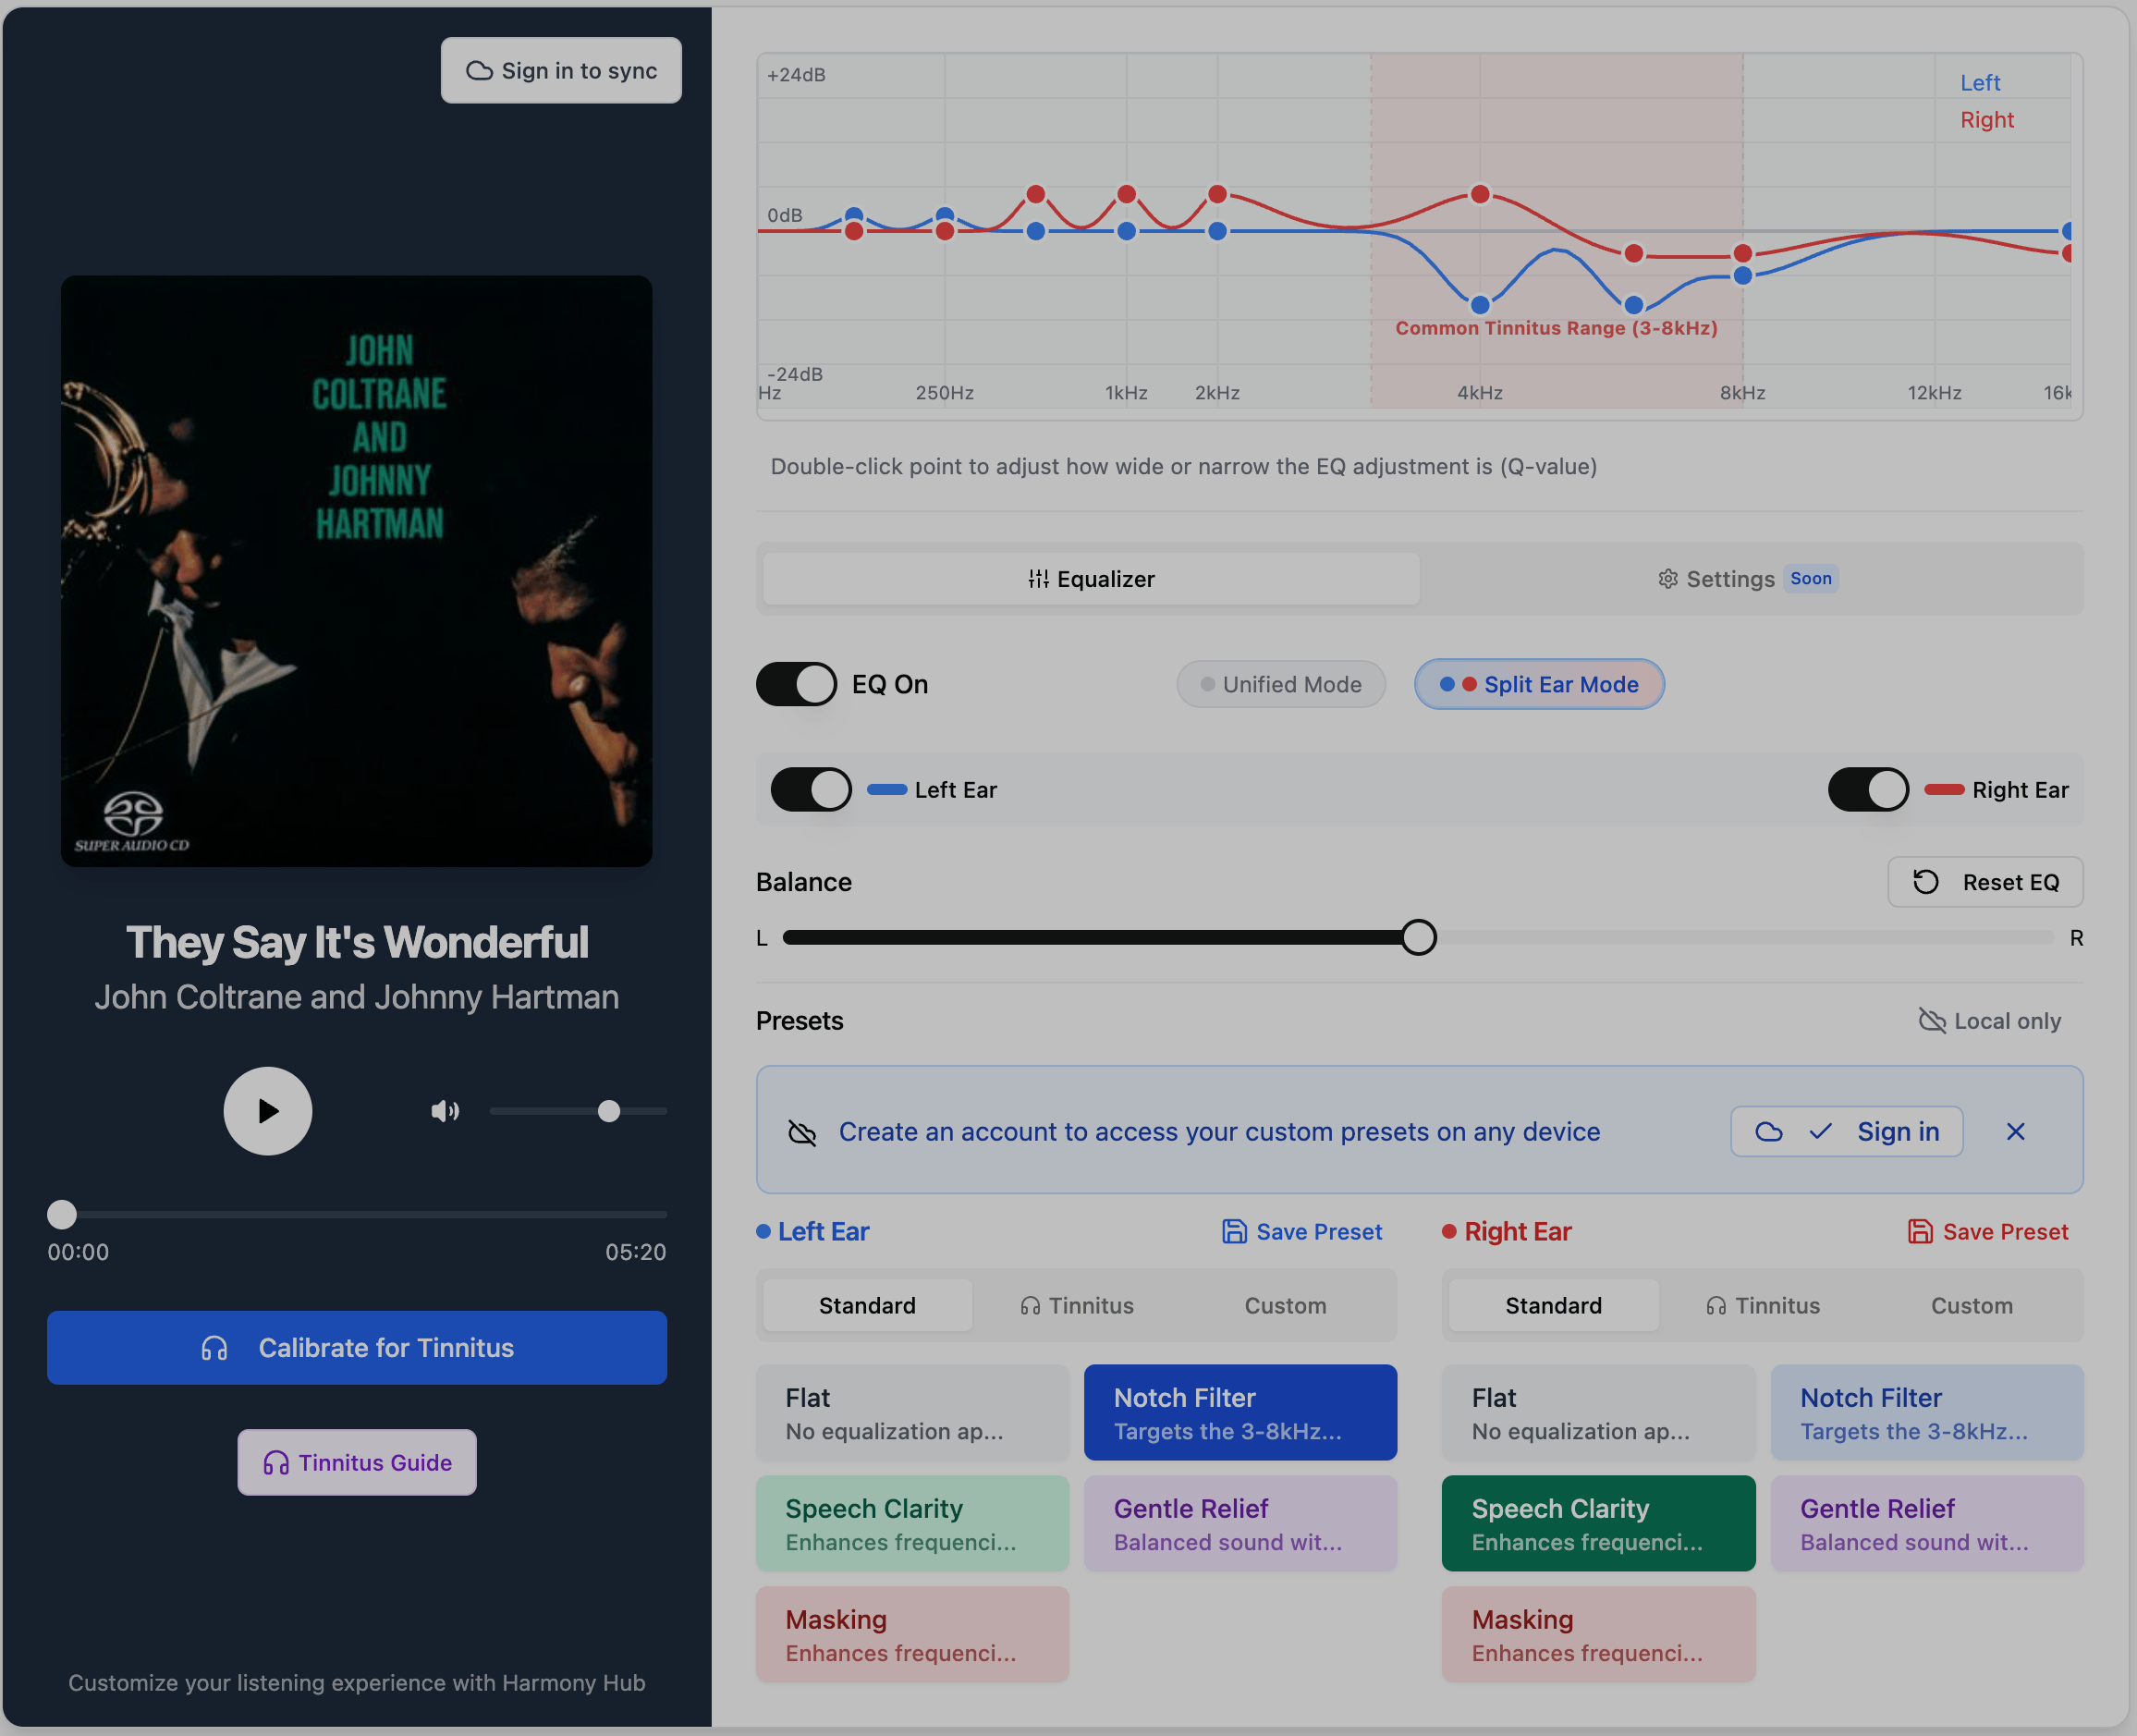 Sign in to sync
JOHN
COLTRANE
AND
JOHNNY
HARTMAN
SUPER AUDIO CD
They Say It's Wonderful
John Coltrane and Johnny Hartman
00:00
05:20
Calibrate for Tinnitus
Tinnitus Guide
Customize your listening experience with Harmony Hub
+24dB
Left
Right
0dB
Common Tinnitus Range (3-8kHz)
-24dB
Hz
250Hz
1kHz
2kHz
4kHz
8kHz
12kHz
16k
Double-click point to adjust how wide or narrow the EQ adjustment is (Q-value)
Equalizer
Settings Soon
EQ On
Unified Mode
Split Ear Mode
Left Ear
Right Ear
Balance
Reset EQ
L
R
Presets
Local only
Create an account to access your custom presets on any device
Sign in
Left Ear
Save Preset
Standard
Tinnitus
Custom
Flat
No equalization ap...
Notch Filter
Targets the 3-8kHz...
Speech Clarity
Enhances frequenci...
Gentle Relief
Balanced sound wit...
Masking
Enhances frequenci...
Right Ear
Save Preset
Standard
Tinnitus
Custom
Flat
No equalization ap...
Notch Filter
Targets the 3-8kHz...
Speech Clarity
Enhances frequenci...
Gentle Relief
Balanced sound wit...
Masking
Enhances frequenci...